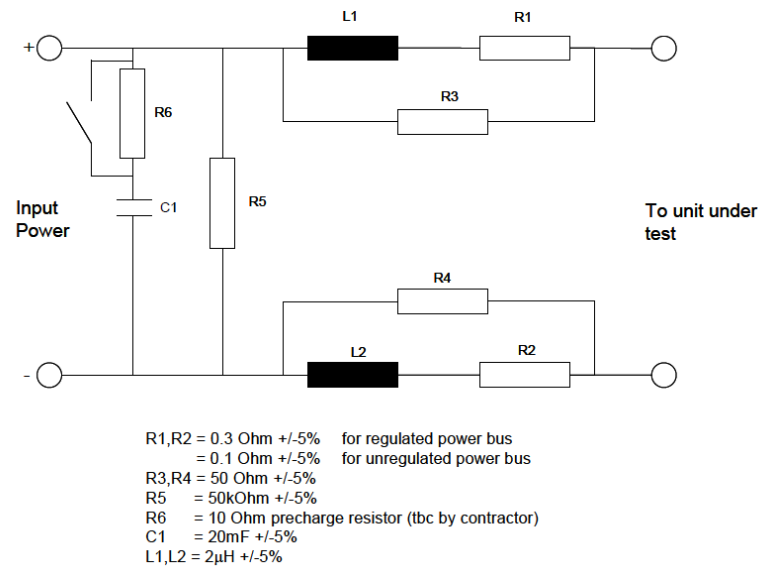 L1
R1
+
R6
R3
C1
R5
Input
Power
To unit under
test
R4
-
L2
R2
R1,R2 = 0.3 Ohm +/-5% for regulated power bus
= 0.1 Ohm +/-5% for unregulated power bus
R3,R4 = 50 Ohm +/-5%
R5 = 50kOhm +/-5%
R6 = 10 Ohm precharge resistor (tbc by contractor)
C1 = 20mF +/-5%
L1,L2 = 2μH +/-5%